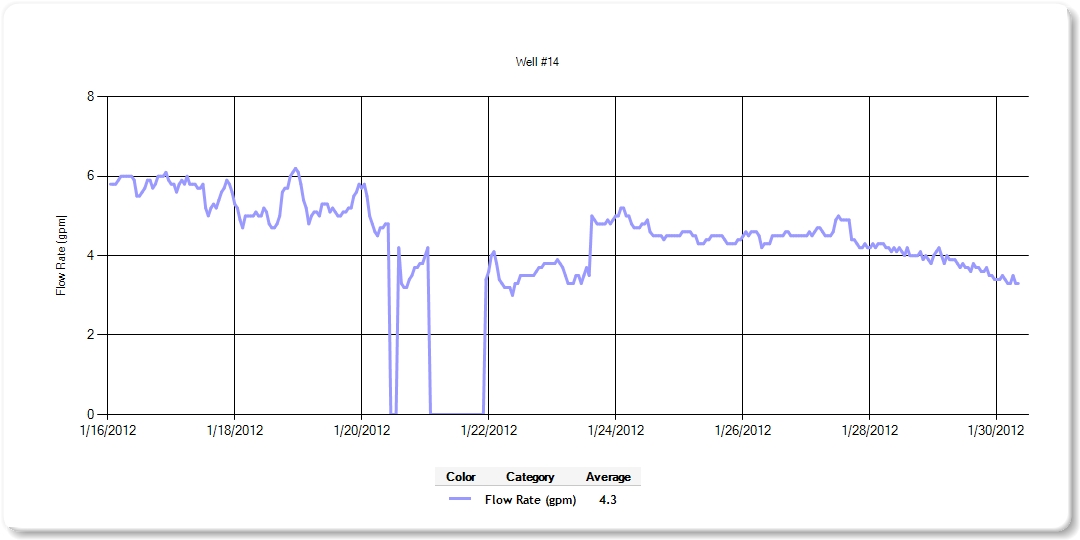 Well #14
8
6
4
2
0
Flow Rate (gpm)
1/16/2012 1/18/2012 1/20/2012 1/22/2012 1/24/2012 1/26/2012 1/28/2012 1/30/2012
Color Category Average
Flow Rate (gpm) 4.3